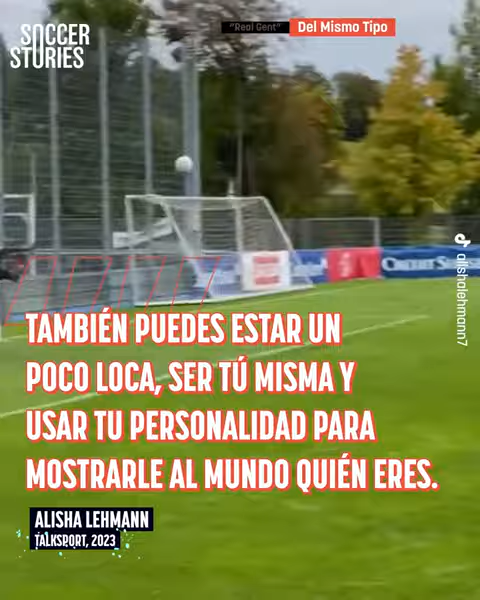 SOCCER
STORIES
"Real Gent" Del Mismo Tipo
alishalehmann7
TAMBIÉN PUEDES ESTAR UN
POCO LOCA, SER TÚ MISMA Y
USAR TU PERSONALIDAD PARA
MOSTRARLE AL MUNDO QUIÉN ERES.
ALISHA LEHMANN
TALKSPORT, 2023